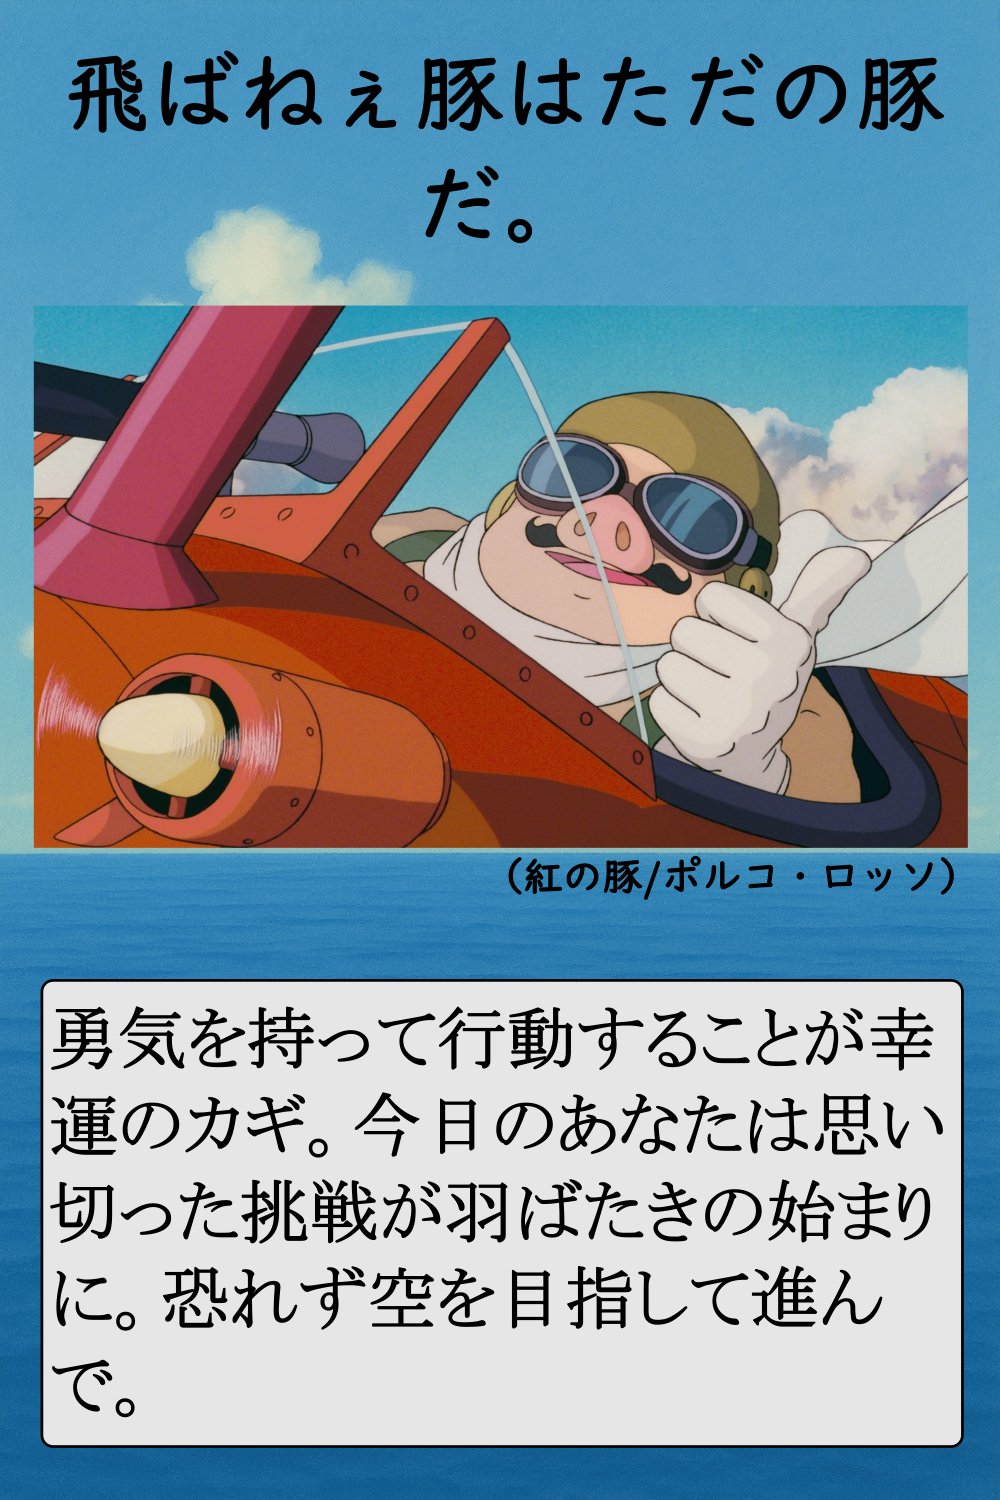 飛ばねぇ豚はただの豚
だ。
（紅の豚/ポルコ・ロッソ）
勇気を持って行動することが幸
運のカギ。今日のあなたは思い
切った挑戦が羽ばたきの始まり
に。恐れず空を目指して進ん
で。